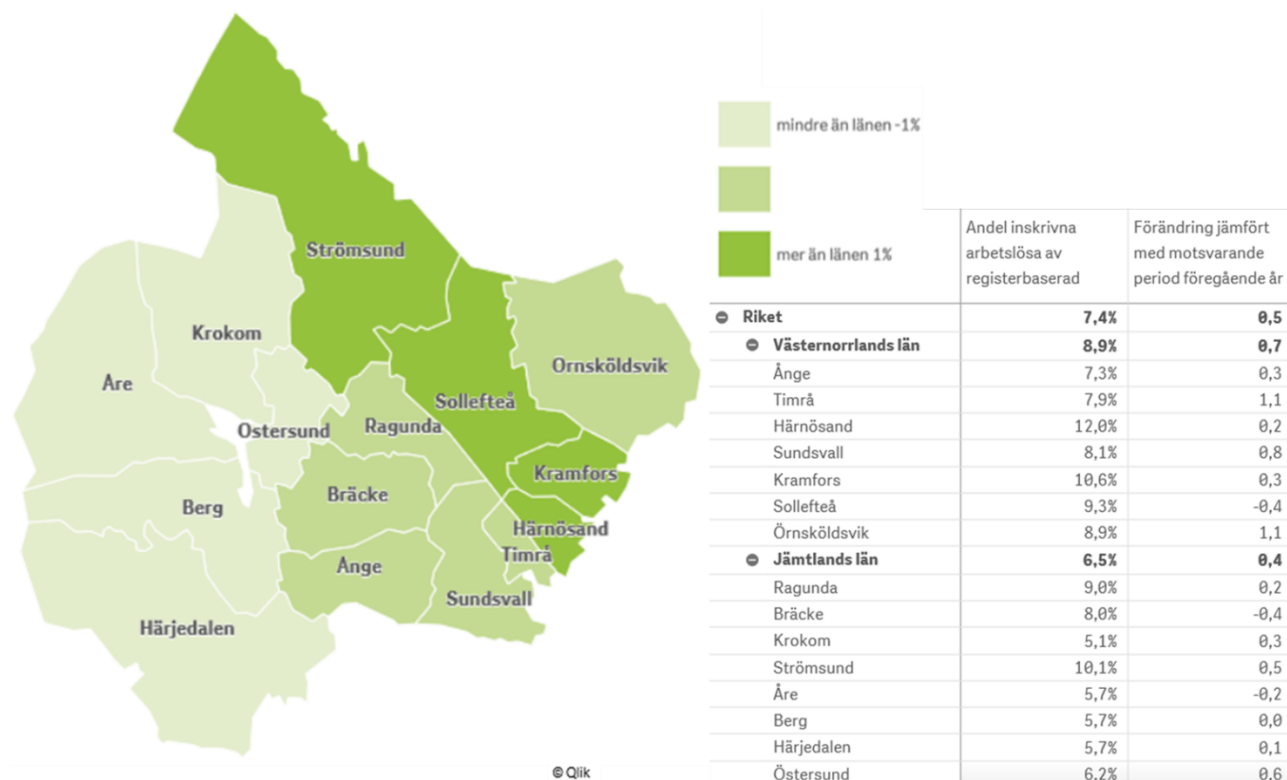 Strömsund
Krokom
Åre
Örnsköldsvik
Sollefteå
Östersund
Ragunda
Kramfors
Bräcke
Berg
Härnösand
Timrå
Ånge
Sundsvall
Härjedalen
© Qlik
mindre än länen -1%
mer än länen 1%
Andel inskrivna arbetslösa av registerbaserad
Förändring jämfört med motsvarande period föregående år
Riket 7,4% 0,5
Västernorrlands län 8,9% 0,7
Ånge 7,3% 0,3
Timrå 7,9% 1,1
Härnösand 12,0% 0,2
Sundsvall 8,1% 0,8
Kramfors 10,6% 0,3
Sollefteå 9,3% -0,4
Örnsköldsvik 8,9% 1,1
Jämtlands län 6,5% 0,4
Ragunda 9,0% 0,2
Bräcke 8,0% -0,4
Krokom 5,1% 0,3
Strömsund 10,1% 0,5
Åre 5,7% -0,2
Berg 5,7% 0,0
Härjedalen 5,7% 0,1
Östersund 6,2% 0,6